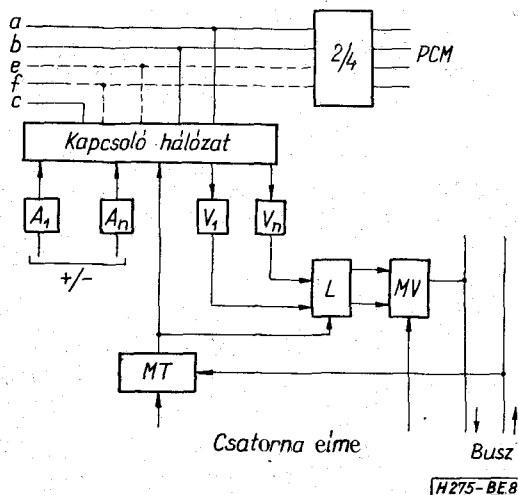 a
b
e
f
c
2/4
PCM
Kapcsoló hálózat
A1
An
V1
Vn
+/-
L
MV
MT
Csatorna címe
Busz
H275-BE8